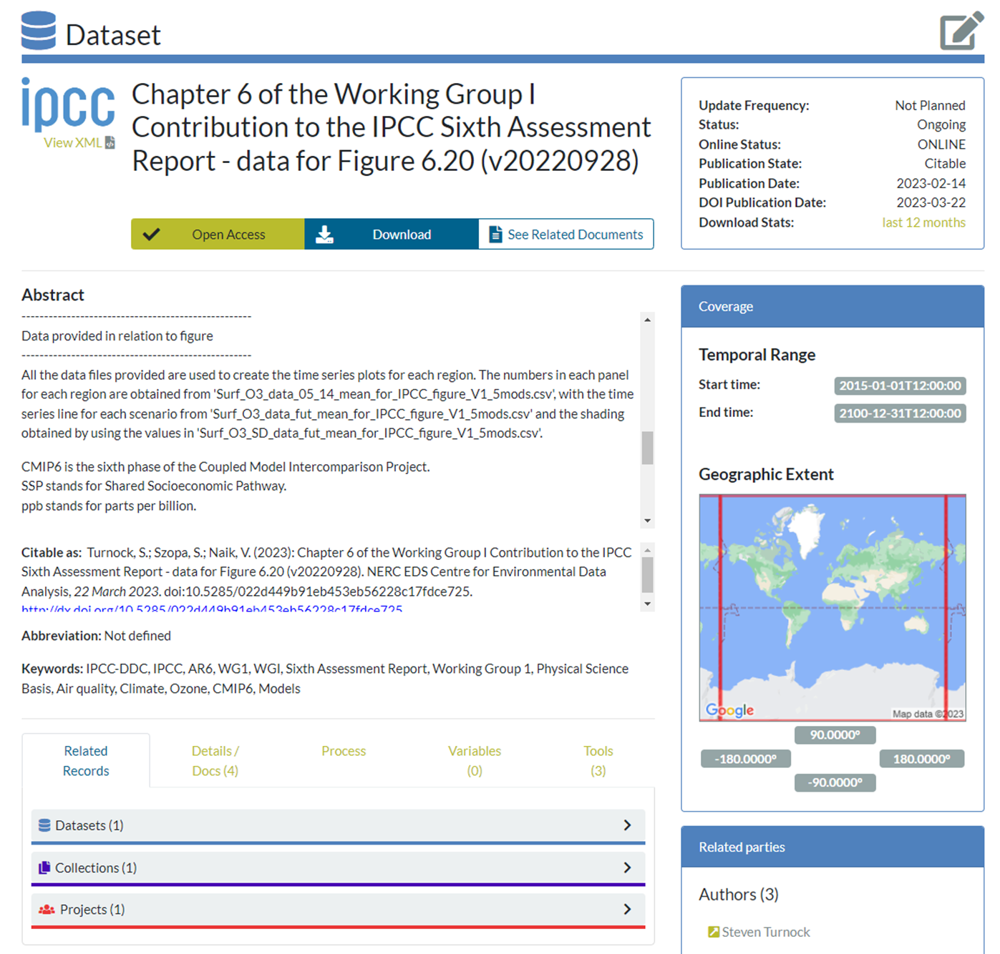 Dataset
ipcc
View XML
Chapter 6 of the Working Group I
Contribution to the IPCC Sixth Assessment
Report - data for Figure 6.20 (v20220928)
Open Access
Download
See Related Documents
Update Frequency: Not Planned
Status: Ongoing
Online Status: ONLINE
Publication State: Citable
Publication Date: 2023-02-14
DOI Publication Date: 2023-03-22
Download Stats: last 12 months
Abstract
---------------------------------------------------
Data provided in relation to figure
---------------------------------------------------
All the data files provided are used to create the time series plots for each region. The numbers in each panel
for each region are obtained from 'Surf_O3_data_05_14_mean_for_IPCC_figure_V1_5mods.csv', with the time
series line for each scenario from 'Surf_O3_data_fut_mean_for_IPCC_figure_V1_5mods.csv' and the shading
obtained by using the values in 'Surf_O3_SD_data_fut_mean_for_IPCC_figure_V1_5mods.csv'.
CMIP6 is the sixth phase of the Coupled Model Intercomparison Project.
SSP stands for Shared Socioeconomic Pathway.
ppb stands for parts per billion.
Citable as: Turnock, S.; Szopa, S.; Naik, V. (2023): Chapter 6 of the Working Group I Contribution to the IPCC
Sixth Assessment Report - data for Figure 6.20 (v20220928). NERC EDS Centre for Environmental Data
Analysis, 22 March 2023. doi:10.5285/022d449b91eb453eb56228c17fdce725.
http://dx.doi.org/10.5285/022d449b91eb453eb56228c17fdce725
Abbreviation: Not defined
Keywords: IPCC-DDC, IPCC, AR6, WG1, WGI, Sixth Assessment Report, Working Group 1, Physical Science
Basis, Air quality, Climate, Ozone, CMIP6, Models
Related
Records
Details /
Docs (4)
Process
Variables
(0)
Tools
(3)
Datasets (1)
Collections (1)
Projects (1)
Coverage
Temporal Range
Start time: 2015-01-01T12:00:00
End time: 2100-12-31T12:00:00
Geographic Extent
Google
Map data ©2023
90.0000°
-180.0000° 180.0000°
-90.0000°
Related parties
Authors (3)
Steven Turnock